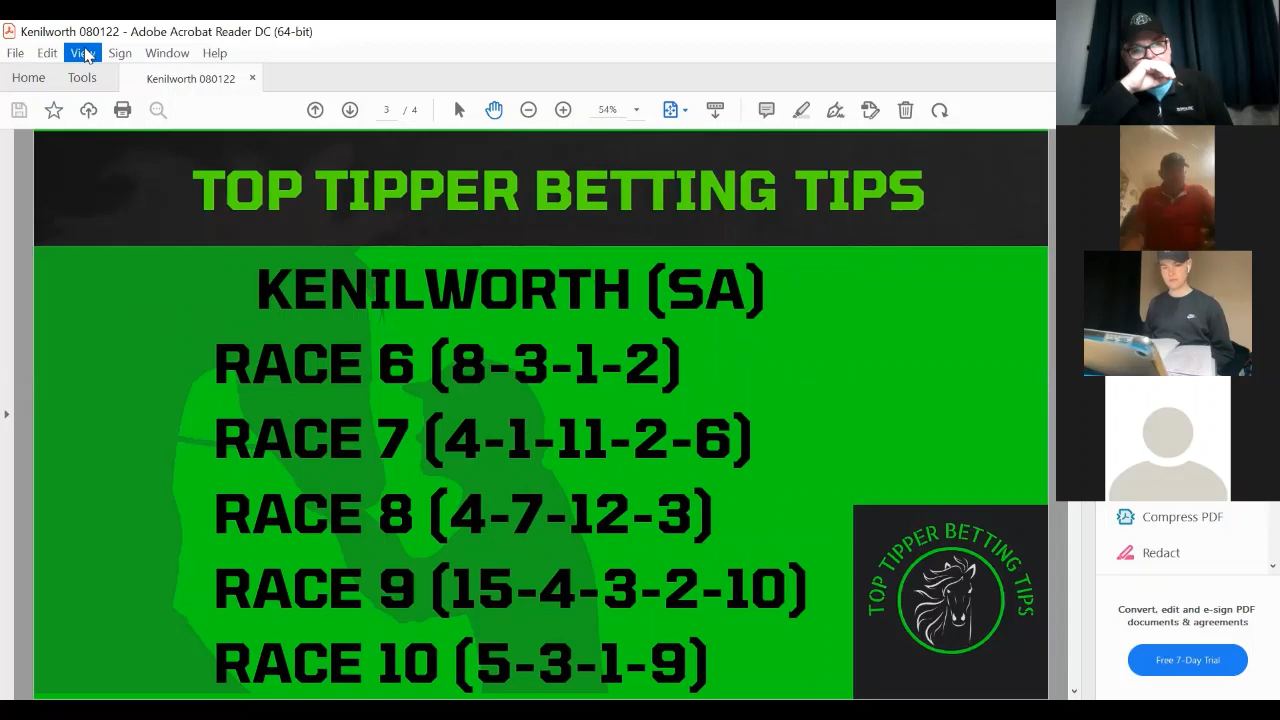 Kenilworth 080122 - Adobe Acrobat Reader DC (64-bit)
File Edit View Sign Window Help
Home Tools Kenilworth 080122 ×
3 / 4 54%
TOP TIPPER BETTING TIPS
KENILWORTH (SA)
RACE 6 (8-3-1-2)
RACE 7 (4-1-11-2-6)
RACE 8 (4-7-12-3)
RACE 9 (15-4-3-2-10)
RACE 10 (5-3-1-9)
TOP TIPPER BETTING TIPS
Compress PDF
Redact
Convert, edit and e-sign PDF
documents & agreements
Free 7-Day Trial